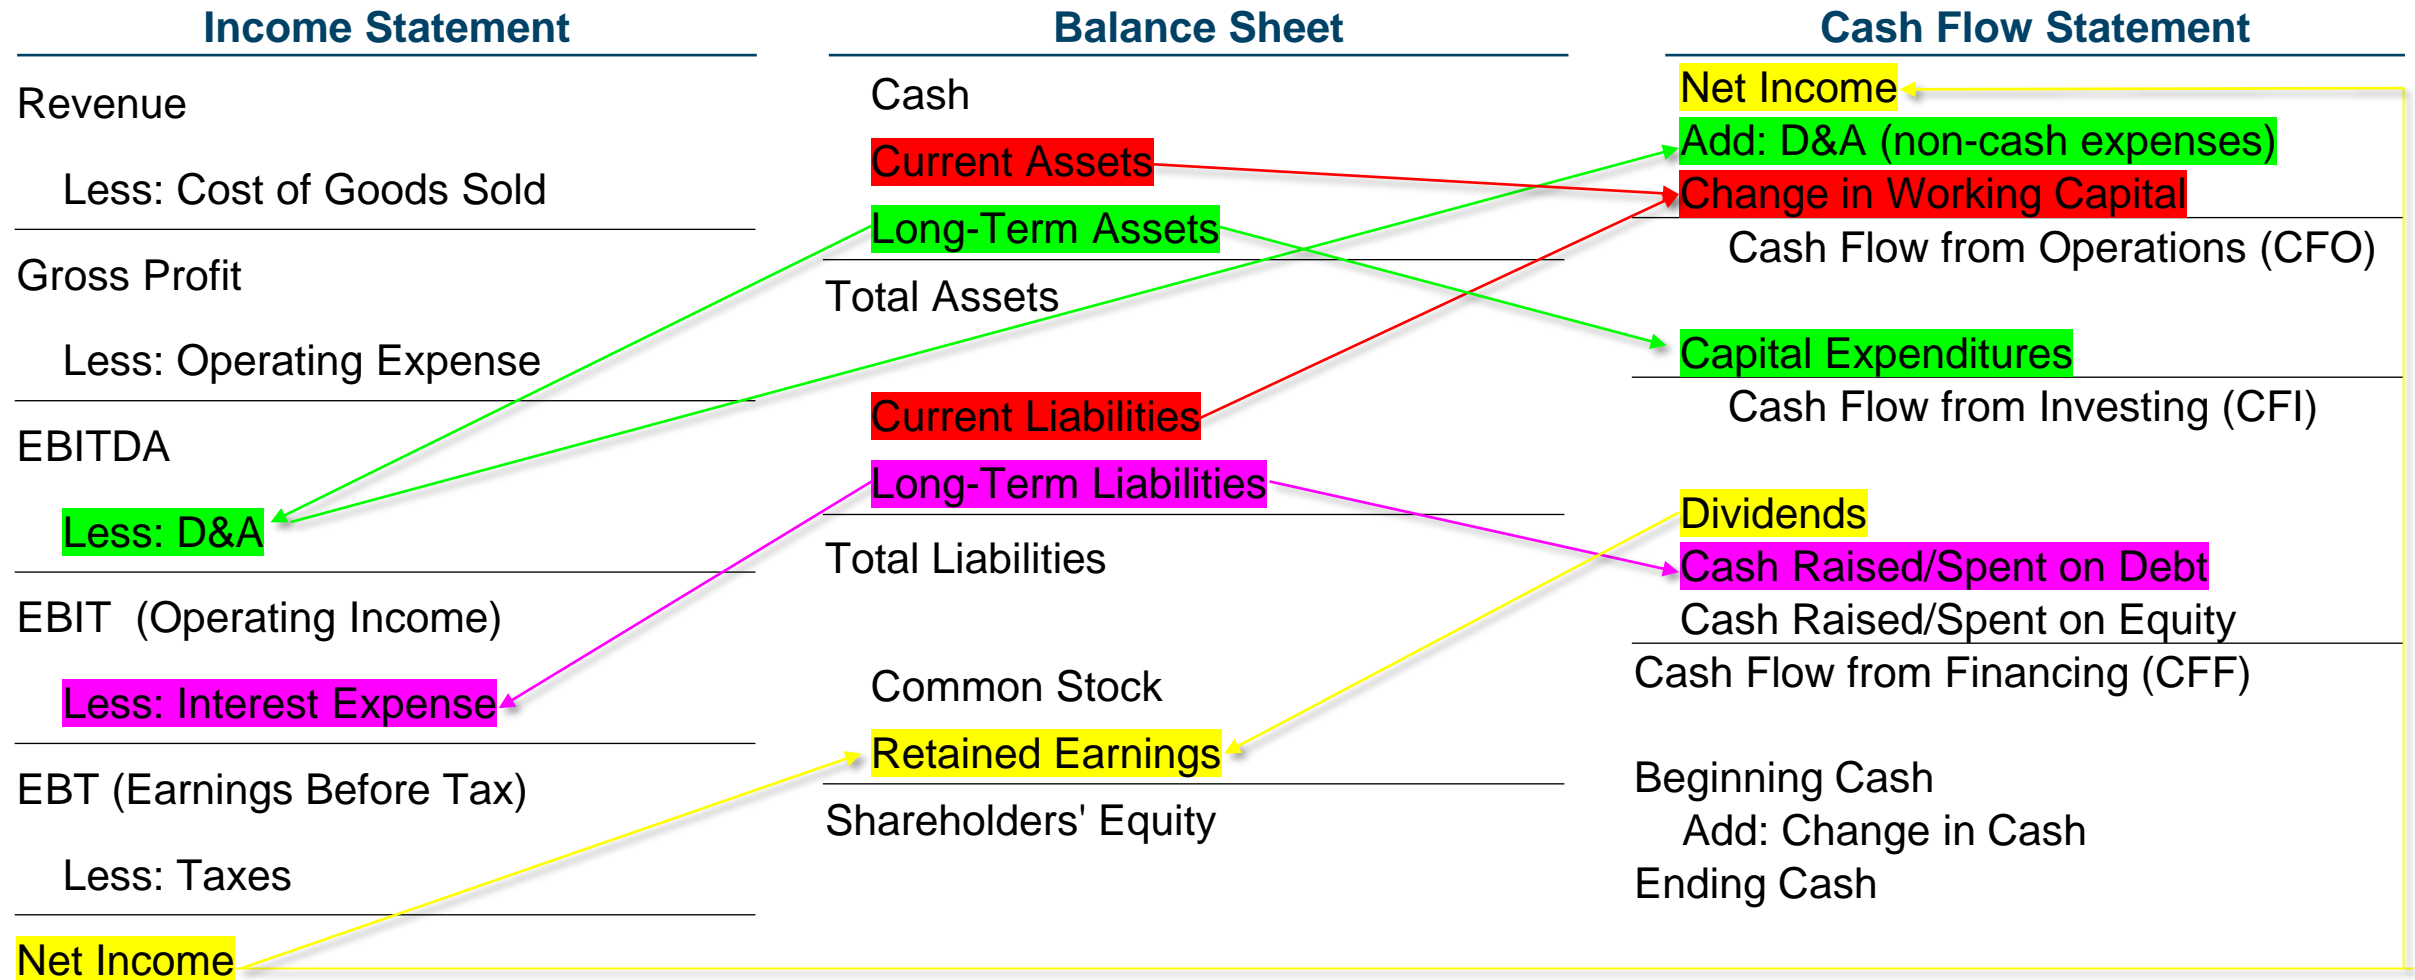 Income Statement
Revenue
Less: Cost of Goods Sold
Gross Profit
Less: Operating Expense
EBITDA
Less: D&A
EBIT (Operating Income)
Less: Interest Expense
EBT (Earnings Before Tax)
Less: Taxes
Net Income
Balance Sheet
Cash
Current Assets
Long-Term Assets
Total Assets
Current Liabilities
Long-Term Liabilities
Total Liabilities
Common Stock
Retained Earnings
Shareholders' Equity
Cash Flow Statement
Net Income
Add: D&A (non-cash expenses)
Change in Working Capital
Cash Flow from Operations (CFO)
Capital Expenditures
Cash Flow from Investing (CFI)
Dividends
Cash Raised/Spent on Debt
Cash Raised/Spent on Equity
Cash Flow from Financing (CFF)
Beginning Cash
Add: Change in Cash
Ending Cash